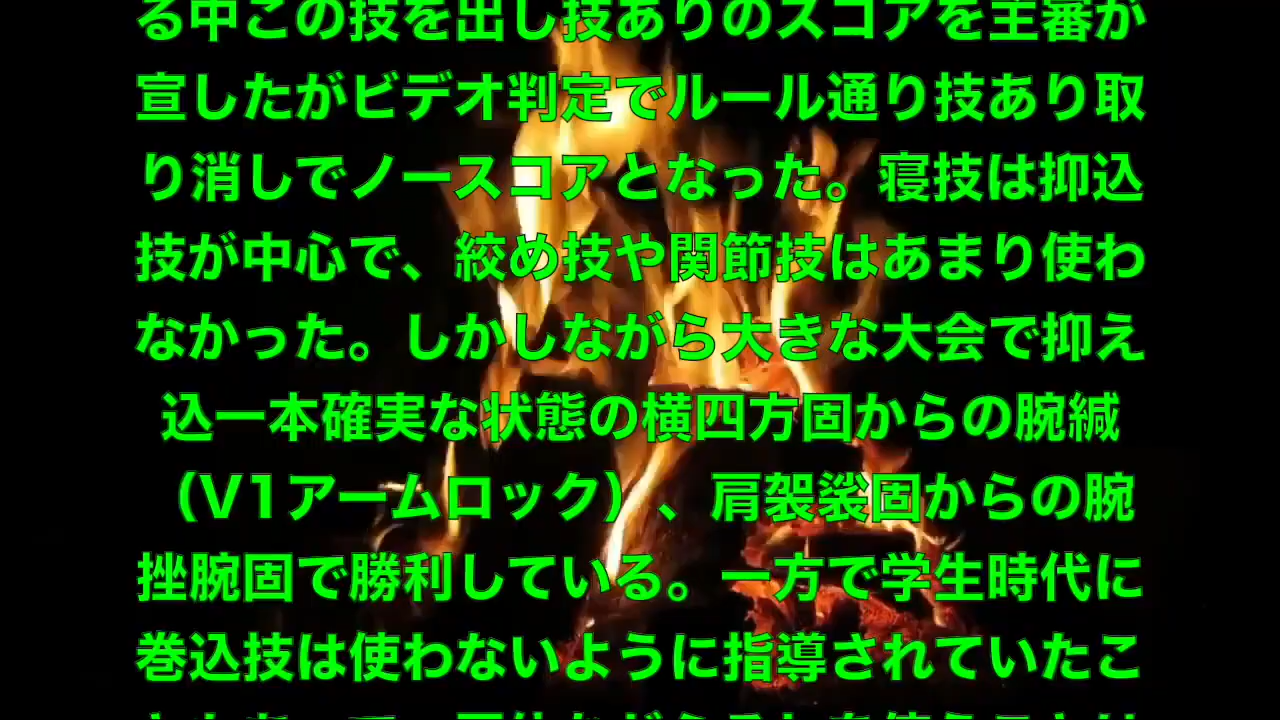 る中この技を出し技ありのスコアを主審が
宣したがビデオ判定でルール通り技あり取
り消しでノースコアとなった。寝技は抑込
技が中心で、絞め技や関節技はあまり使わ
なかった。しかしながら大きな大会で抑え
込一本確実な状態の横四方固からの腕緘
（V1アームロック）、肩袈裟固からの腕
挫腕固で勝利している。一方で学生時代に
巻込技は使わないように指導されていたこ